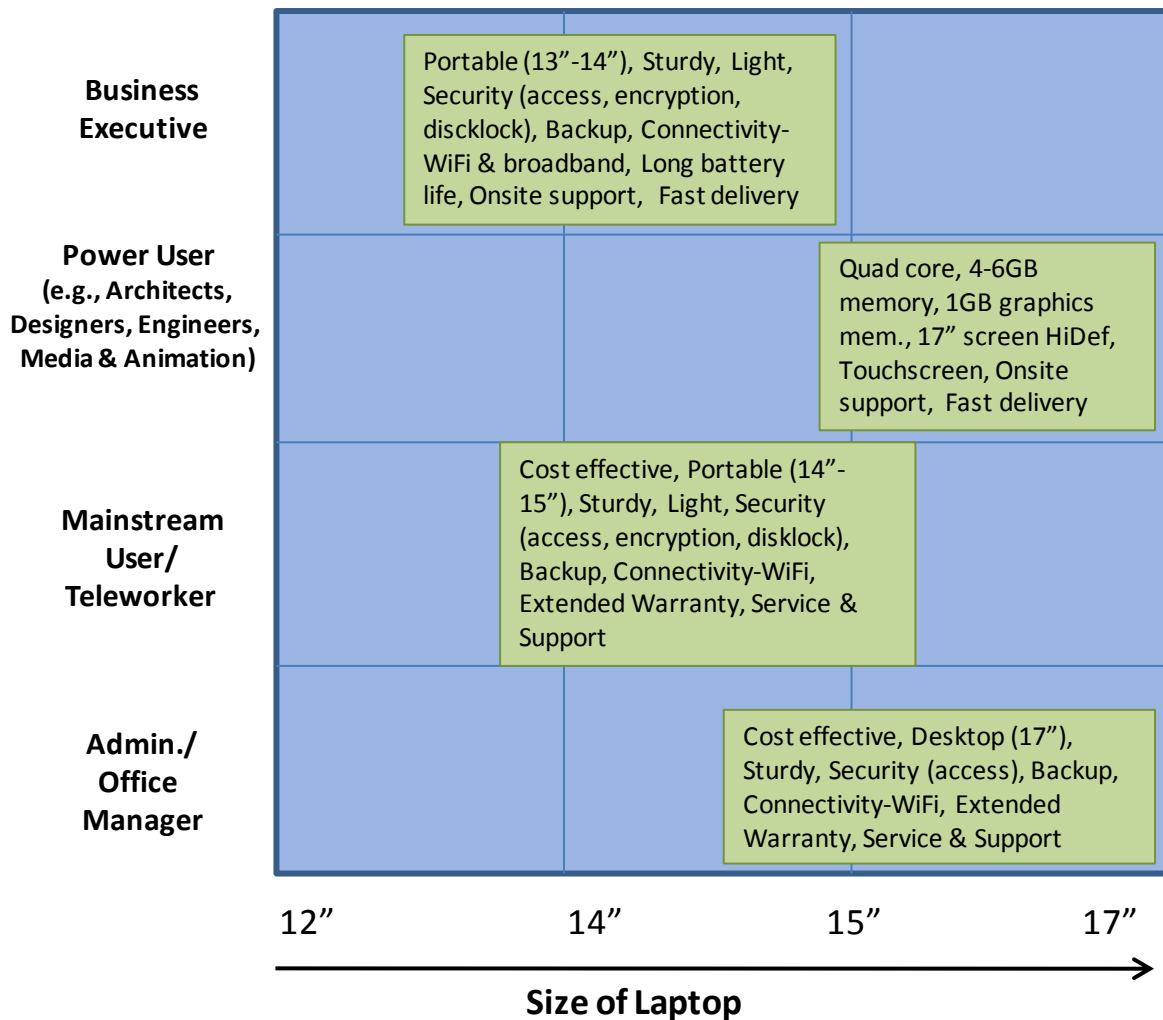 Business
Executive
Portable (13”-14”), Sturdy, Light,
Security (access, encryption,
discklock), Backup, Connectivity-
WiFi & broadband, Long battery
life, Onsite support, Fast delivery
Power User
(e.g., Architects,
Designers, Engineers,
Media & Animation)
Quad core, 4-6GB
memory, 1GB graphics
mem., 17” screen HiDef,
Touchscreen, Onsite
support, Fast delivery
Mainstream
User/
Teleworker
Cost effective, Portable (14”-
15”), Sturdy, Light, Security
(access, encryption, disklock),
Backup, Connectivity-WiFi,
Extended Warranty, Service &
Support
Admin./
Office
Manager
Cost effective, Desktop (17”),
Sturdy, Security (access), Backup,
Connectivity-WiFi, Extended
Warranty, Service & Support
12” 14” 15” 17”
Size of Laptop